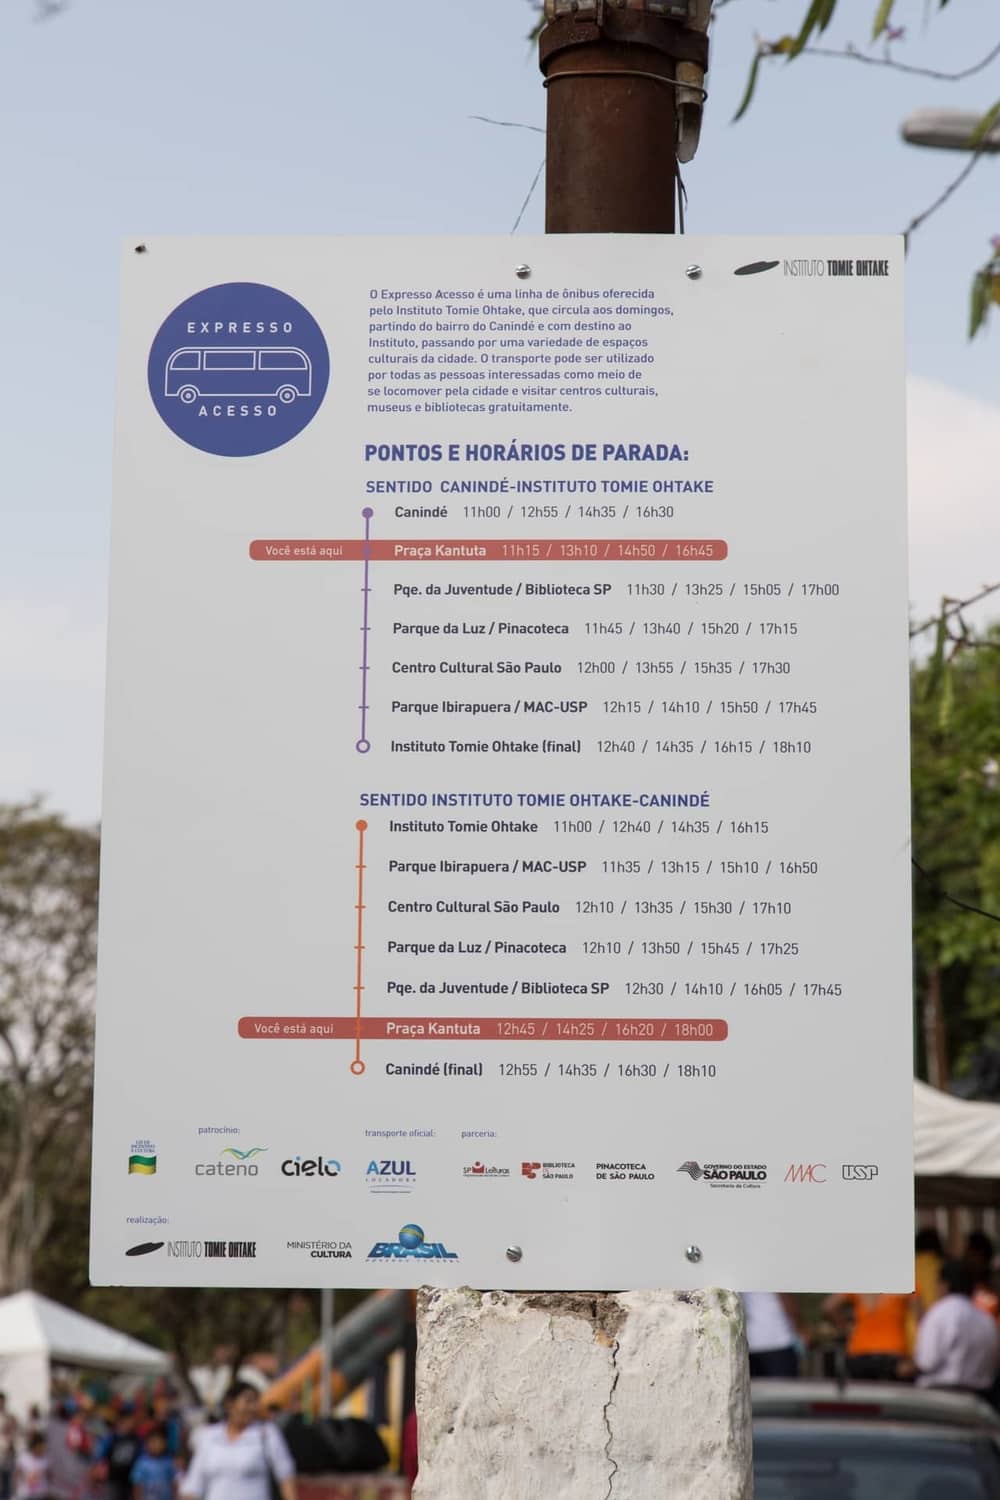 INSTITUTO TOMIE OHTAKE
EXPRESSO
ACESSO
O Expresso Acesso é uma linha de ônibus oferecida
pelo Instituto Tomie Ohtake, que circula aos domingos,
partindo do bairro do Canindé e com destino ao
Instituto, passando por uma variedade de espaços
culturais da cidade. O transporte pode ser utilizado
por todas as pessoas interessadas como meio de
se locomover pela cidade e visitar centros culturais,
museus e bibliotecas gratuitamente.
PONTOS E HORÁRIOS DE PARADA:
SENTIDO CANINDÉ-INSTITUTO TOMIE OHTAKE
Canindé 11h00 / 12h55 / 14h35 / 16h30
Você está aqui Praça Kantuta 11h15 / 13h10 / 14h50 / 16h45
Pqe. da Juventude / Biblioteca SP 11h30 / 13h25 / 15h05 / 17h00
Parque da Luz / Pinacoteca 11h45 / 13h40 / 15h20 / 17h15
Centro Cultural São Paulo 12h00 / 13h55 / 15h35 / 17h30
Parque Ibirapuera / MAC-USP 12h15 / 14h10 / 15h50 / 17h45
Instituto Tomie Ohtake (final) 12h40 / 14h35 / 16h15 / 18h10
SENTIDO INSTITUTO TOMIE OHTAKE-CANINDÉ
Instituto Tomie Ohtake 11h00 / 12h40 / 14h35 / 16h15
Parque Ibirapuera / MAC-USP 11h35 / 13h15 / 15h10 / 16h50
Centro Cultural São Paulo 12h10 / 13h35 / 15h30 / 17h10
Parque da Luz / Pinacoteca 12h10 / 13h50 / 15h45 / 17h25
Pqe. da Juventude / Biblioteca SP 12h30 / 14h10 / 16h05 / 17h45
Você está aqui Praça Kantuta 12h45 / 14h25 / 16h20 / 18h00
Canindé (final) 12h55 / 14h35 / 16h30 / 18h10
patrocínio: transporte oficial: parceria:
LEI DE
INCENTIVO
À CULTURA
cateno
cielo
AZUL
LOCADORA
SP Leituras
BIBLIOTECA
DE
SÃO PAULO
PINACOTECA
DE SÃO PAULO
GOVERNO DO ESTADO
SÃO PAULO
Secretaria da Cultura
MAC
USP
realização:
INSTITUTO TOMIE OHTAKE
MINISTÉRIO DA
CULTURA
BRASIL
GOVERNO FEDERAL